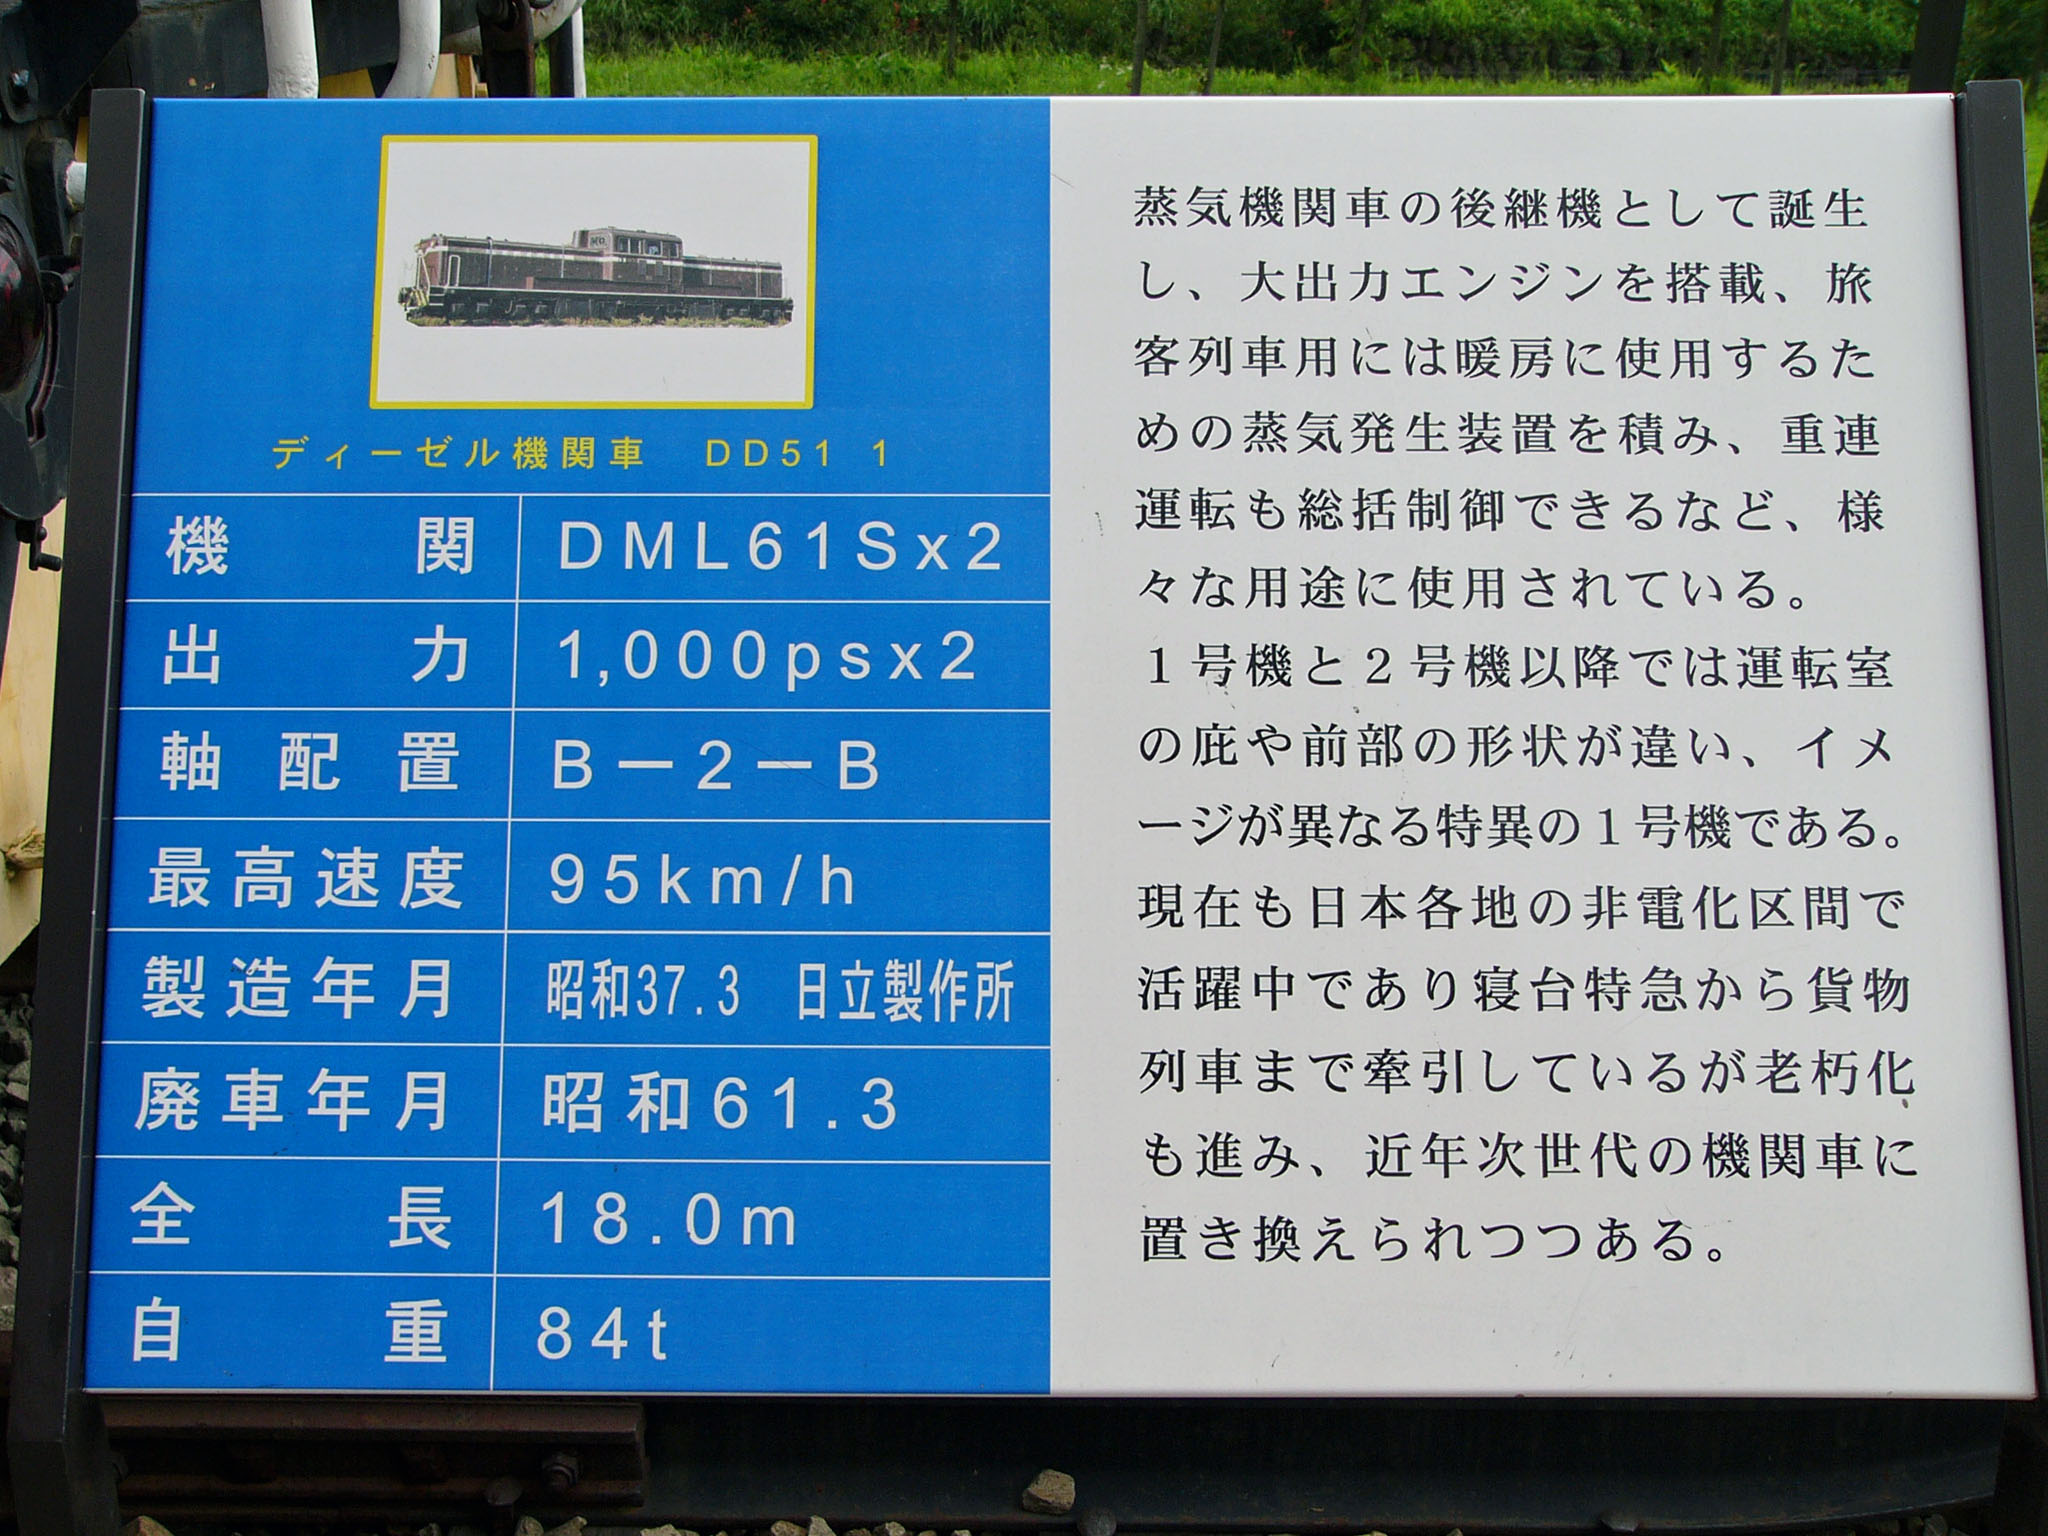 ディーゼル機関車 DD51 1
機関 DML61Sx2
出力 1,000psx2
軸配置 B−2−B
最高速度 95km/h
製造年月 昭和37.3 日立製作所
廃車年月 昭和61.3
全長 18.0m
自重 84t
蒸気機関車の後継機として誕生
し、大出力エンジンを搭載、旅
客列車用には暖房に使用するた
めの蒸気発生装置を積み、重連
運転も総括制御できるなど、様
々な用途に使用されている。
１号機と２号機以降では運転室
の庇や前部の形状が違い、イメ
ージが異なる特異の１号機である。
現在も日本各地の非電化区間で
活躍中であり寝台特急から貨物
列車まで牽引しているが老朽化
も進み、近年次世代の機関車に
置き換えられつつある。